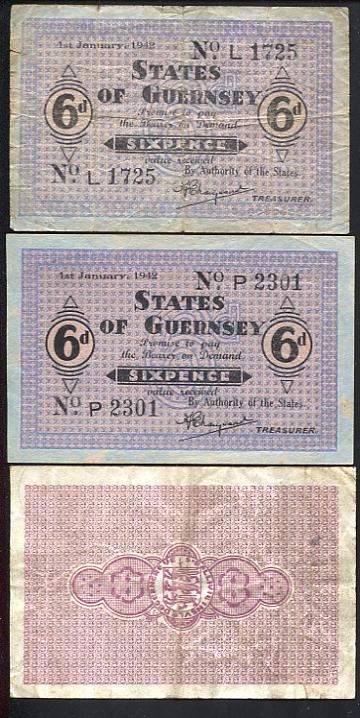 1st January, 1942
No L 1725
STATES
OF GUERNSEY
6d
6d
Promise to pay
the Bearer on Demand
SIXPENCE
value received
No L 1725
By Authority of the States.
TREASURER.
1st January, 1942
No P 2301
STATES
OF GUERNSEY
6d
6d
Promise to pay
the Bearer on Demand
SIXPENCE
value received
No P 2301
By Authority of the States.
TREASURER.